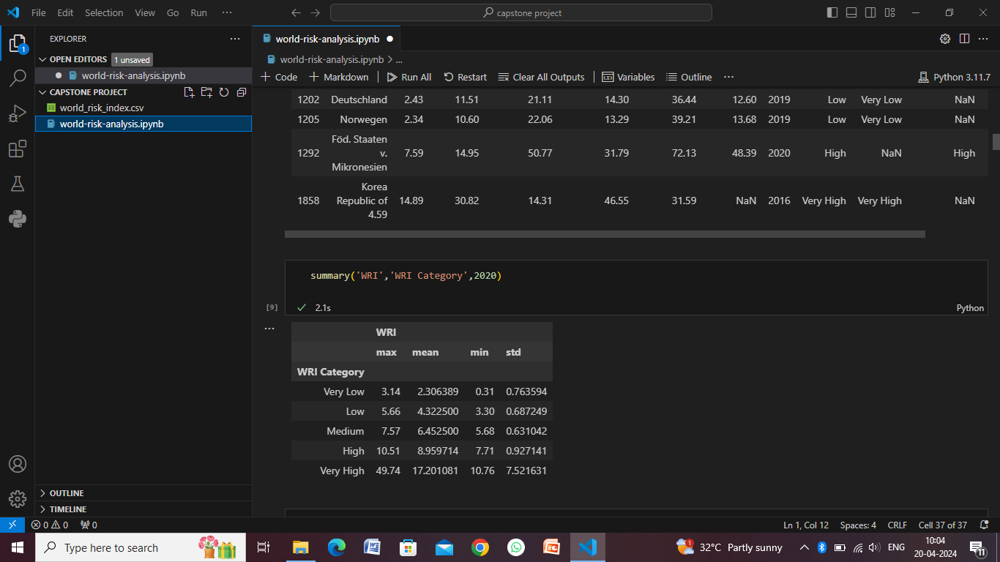 File Edit Selection View Go Run ··· capstone project
EXPLORER ···
OPEN EDITORS 1 unsaved
world-risk-analysis.ipynb
CAPSTONE PROJECT
world_risk_index.csv
world-risk-analysis.ipynb
OUTLINE
TIMELINE
1
world-risk-analysis.ipynb
world-risk-analysis.ipynb > ...
+ Code + Markdown Run All Restart Clear All Outputs Variables Outline ··· Python 3.11.7
1202 Deutschland 2.43 11.51 21.11 14.30 36.44 12.60 2019 Low Very Low NaN
1205 Norwegen 2.34 10.60 22.06 13.29 39.21 13.68 2019 Low Very Low NaN
Föd. Staaten
1292 v. 7.59 14.95 50.77 31.79 72.13 48.39 2020 High NaN High
Mikronesien
Korea
1858 Republic of 14.89 30.82 14.31 46.55 31.59 NaN 2016 Very High Very High NaN
4.59
summary('WRI','WRI Category',2020)
[9] 2.1s Python
···
WRI
max mean min std
WRI Category
Very Low 3.14 2.306389 0.31 0.763594
Low 5.66 4.322500 3.30 0.687249
Medium 7.57 6.452500 5.68 0.631042
High 10.51 8.959714 7.71 0.927141
Very High 49.74 17.201081 10.76 7.521631
0 0 0 Ln 1, Col 12 Spaces: 4 CRLF Cell 37 of 37
Type here to search 32°C Partly sunny ENG 10:04
20-04-2024
11